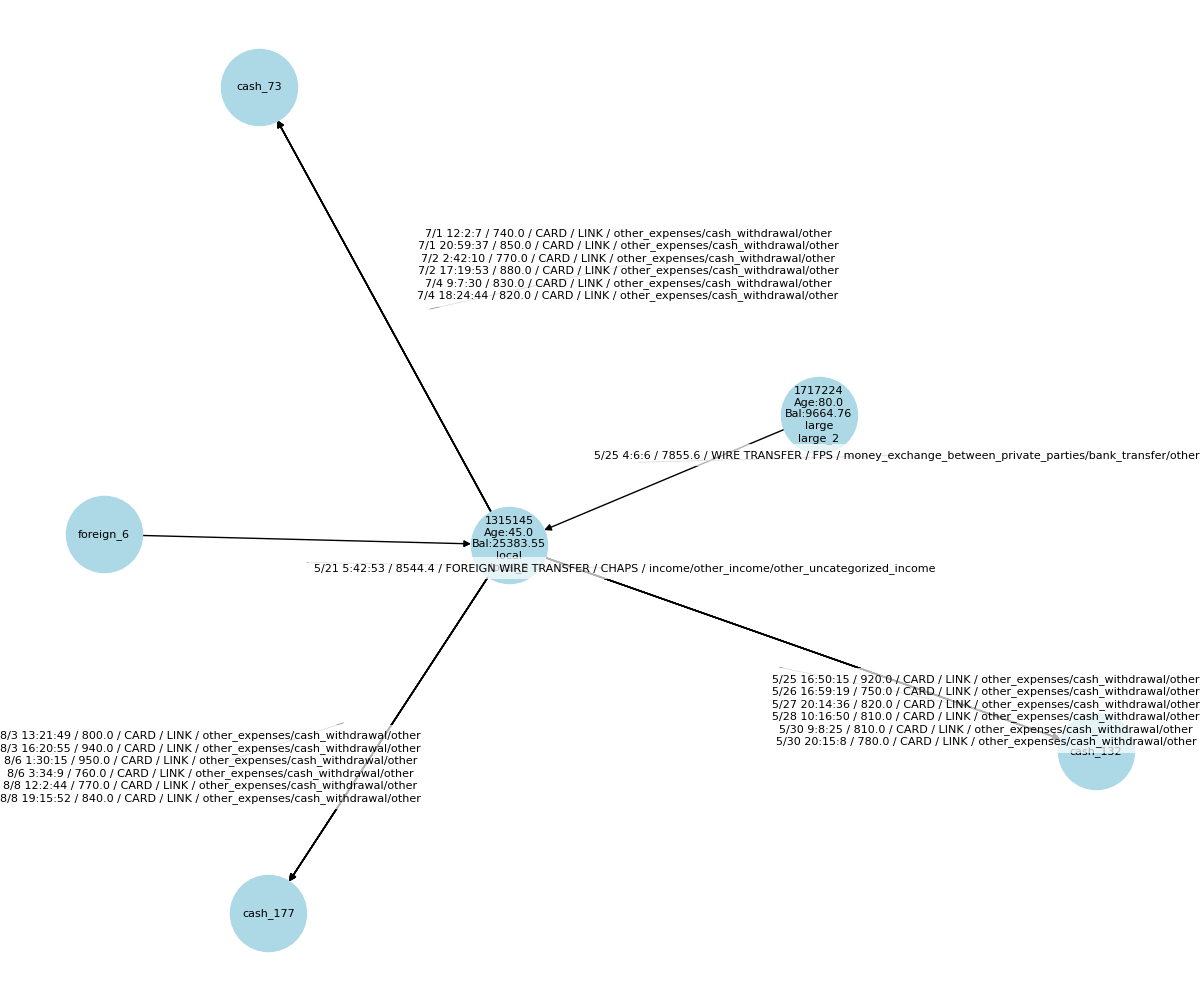 cash_73
7/1 12:2:7 / 740.0 / CARD / LINK / other_expenses/cash_withdrawal/other
7/1 20:59:37 / 850.0 / CARD / LINK / other_expenses/cash_withdrawal/other
7/2 2:42:10 / 770.0 / CARD / LINK / other_expenses/cash_withdrawal/other
7/2 17:19:53 / 880.0 / CARD / LINK / other_expenses/cash_withdrawal/other
7/4 9:7:30 / 830.0 / CARD / LINK / other_expenses/cash_withdrawal/other
7/4 18:24:44 / 820.0 / CARD / LINK / other_expenses/cash_withdrawal/other
1717224
Age:80.0
Bal:9664.76
large
large_2
5/25 4:6:6 / 7855.6 / WIRE TRANSFER / FPS / money_exchange_between_private_parties/bank_transfer/other
foreign_6
1315145
Age:45.0
Bal:25383.55
local
5/21 5:42:53 / 8544.4 / FOREIGN WIRE TRANSFER / CHAPS / income/other_income/other_uncategorized_income
5/25 16:50:15 / 920.0 / CARD / LINK / other_expenses/cash_withdrawal/other
5/26 16:59:19 / 750.0 / CARD / LINK / other_expenses/cash_withdrawal/other
5/27 20:14:36 / 820.0 / CARD / LINK / other_expenses/cash_withdrawal/other
5/28 10:16:50 / 810.0 / CARD / LINK / other_expenses/cash_withdrawal/other
5/30 9:8:25 / 810.0 / CARD / LINK / other_expenses/cash_withdrawal/other
5/30 20:15:8 / 780.0 / CARD / LINK / other_expenses/cash_withdrawal/other
cash_132
8/3 13:21:49 / 800.0 / CARD / LINK / other_expenses/cash_withdrawal/other
8/3 16:20:55 / 940.0 / CARD / LINK / other_expenses/cash_withdrawal/other
8/6 1:30:15 / 950.0 / CARD / LINK / other_expenses/cash_withdrawal/other
8/6 3:34:9 / 760.0 / CARD / LINK / other_expenses/cash_withdrawal/other
8/8 12:2:44 / 770.0 / CARD / LINK / other_expenses/cash_withdrawal/other
8/8 19:15:52 / 840.0 / CARD / LINK / other_expenses/cash_withdrawal/other
cash_177